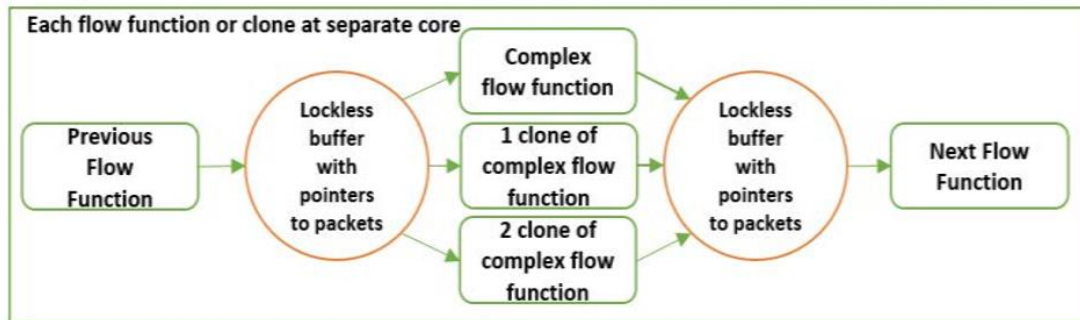 Each flow function or clone at separate core
Previous
Flow
Function
Lockless
buffer
with
pointers
to packets
Complex
flow function
1 clone of
complex flow
function
2 clone of
complex flow
function
Lockless
buffer
with
pointers
to packets
Next Flow
Function